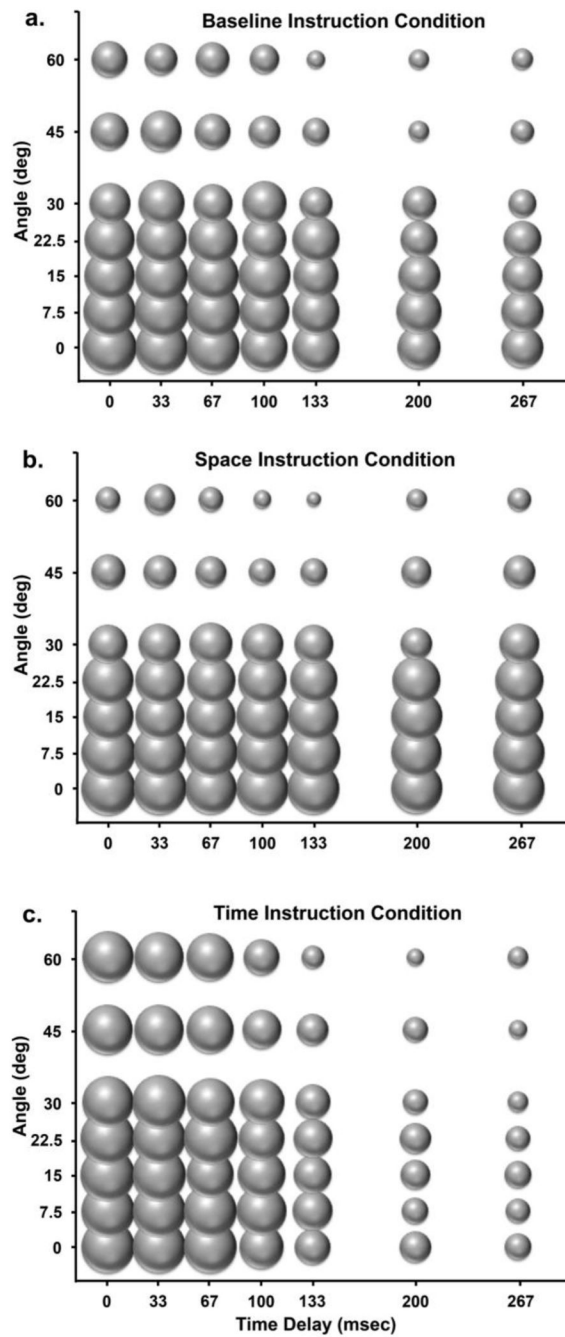 a.
Baseline Instruction Condition
60
45
30
22.5
15
7.5
0
Angle (deg)
0 33 67 100 133 200 267
b.
Space Instruction Condition
60
45
30
22.5
15
7.5
0
Angle (deg)
0 33 67 100 133 200 267
c.
Time Instruction Condition
60
45
30
22.5
15
7.5
0
Angle (deg)
0 33 67 100 133 200 267
Time Delay (msec)